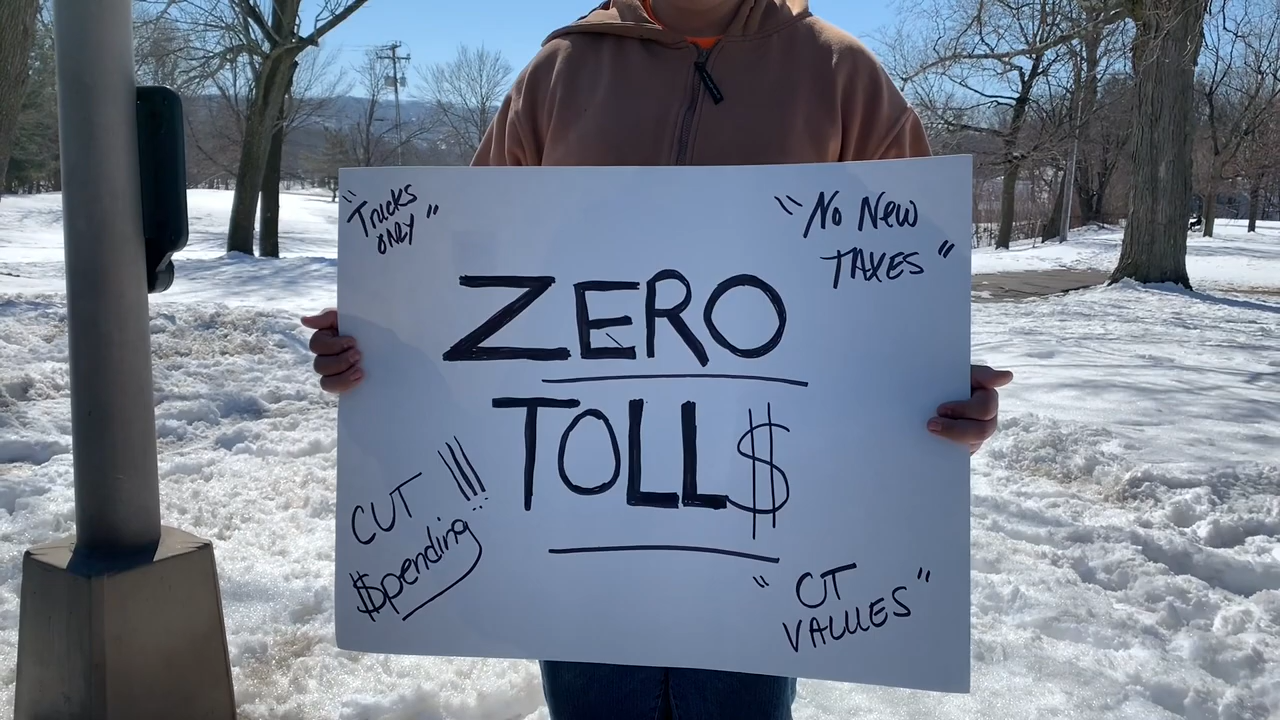 "Trucks
ONLY"
"No New
TAXES"
ZERO
TOLL$
CUT !!!
$pending
"CT
VALUES"